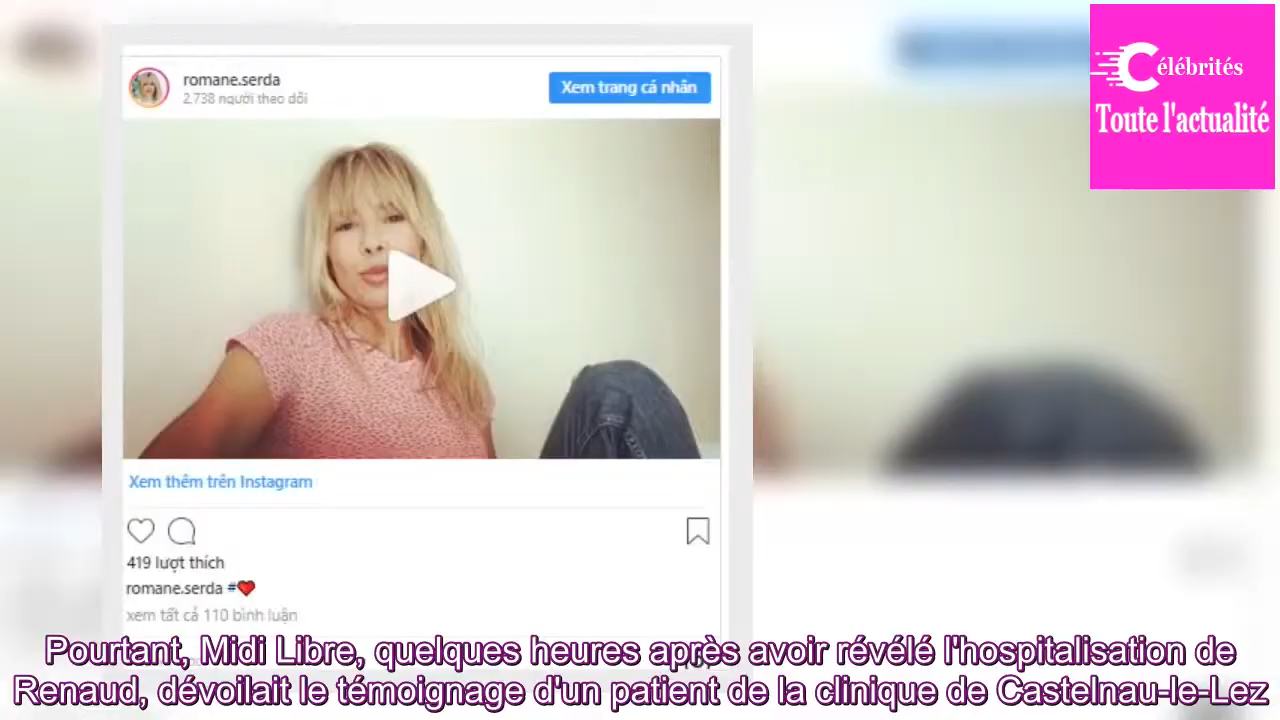 romane.serda
2.738 người theo dõi
Xem trang cá nhân
Célébrités
Toute l'actualité
Xem thêm trên Instagram
419 lượt thích
romane.serda #❤️
xem tất cả 110 bình luận
Pourtant, Midi Libre, quelques heures après avoir révélé l'hospitalisation de
Renaud, dévoilait le témoignage d'un patient de la clinique de Castelnau-le-Lez